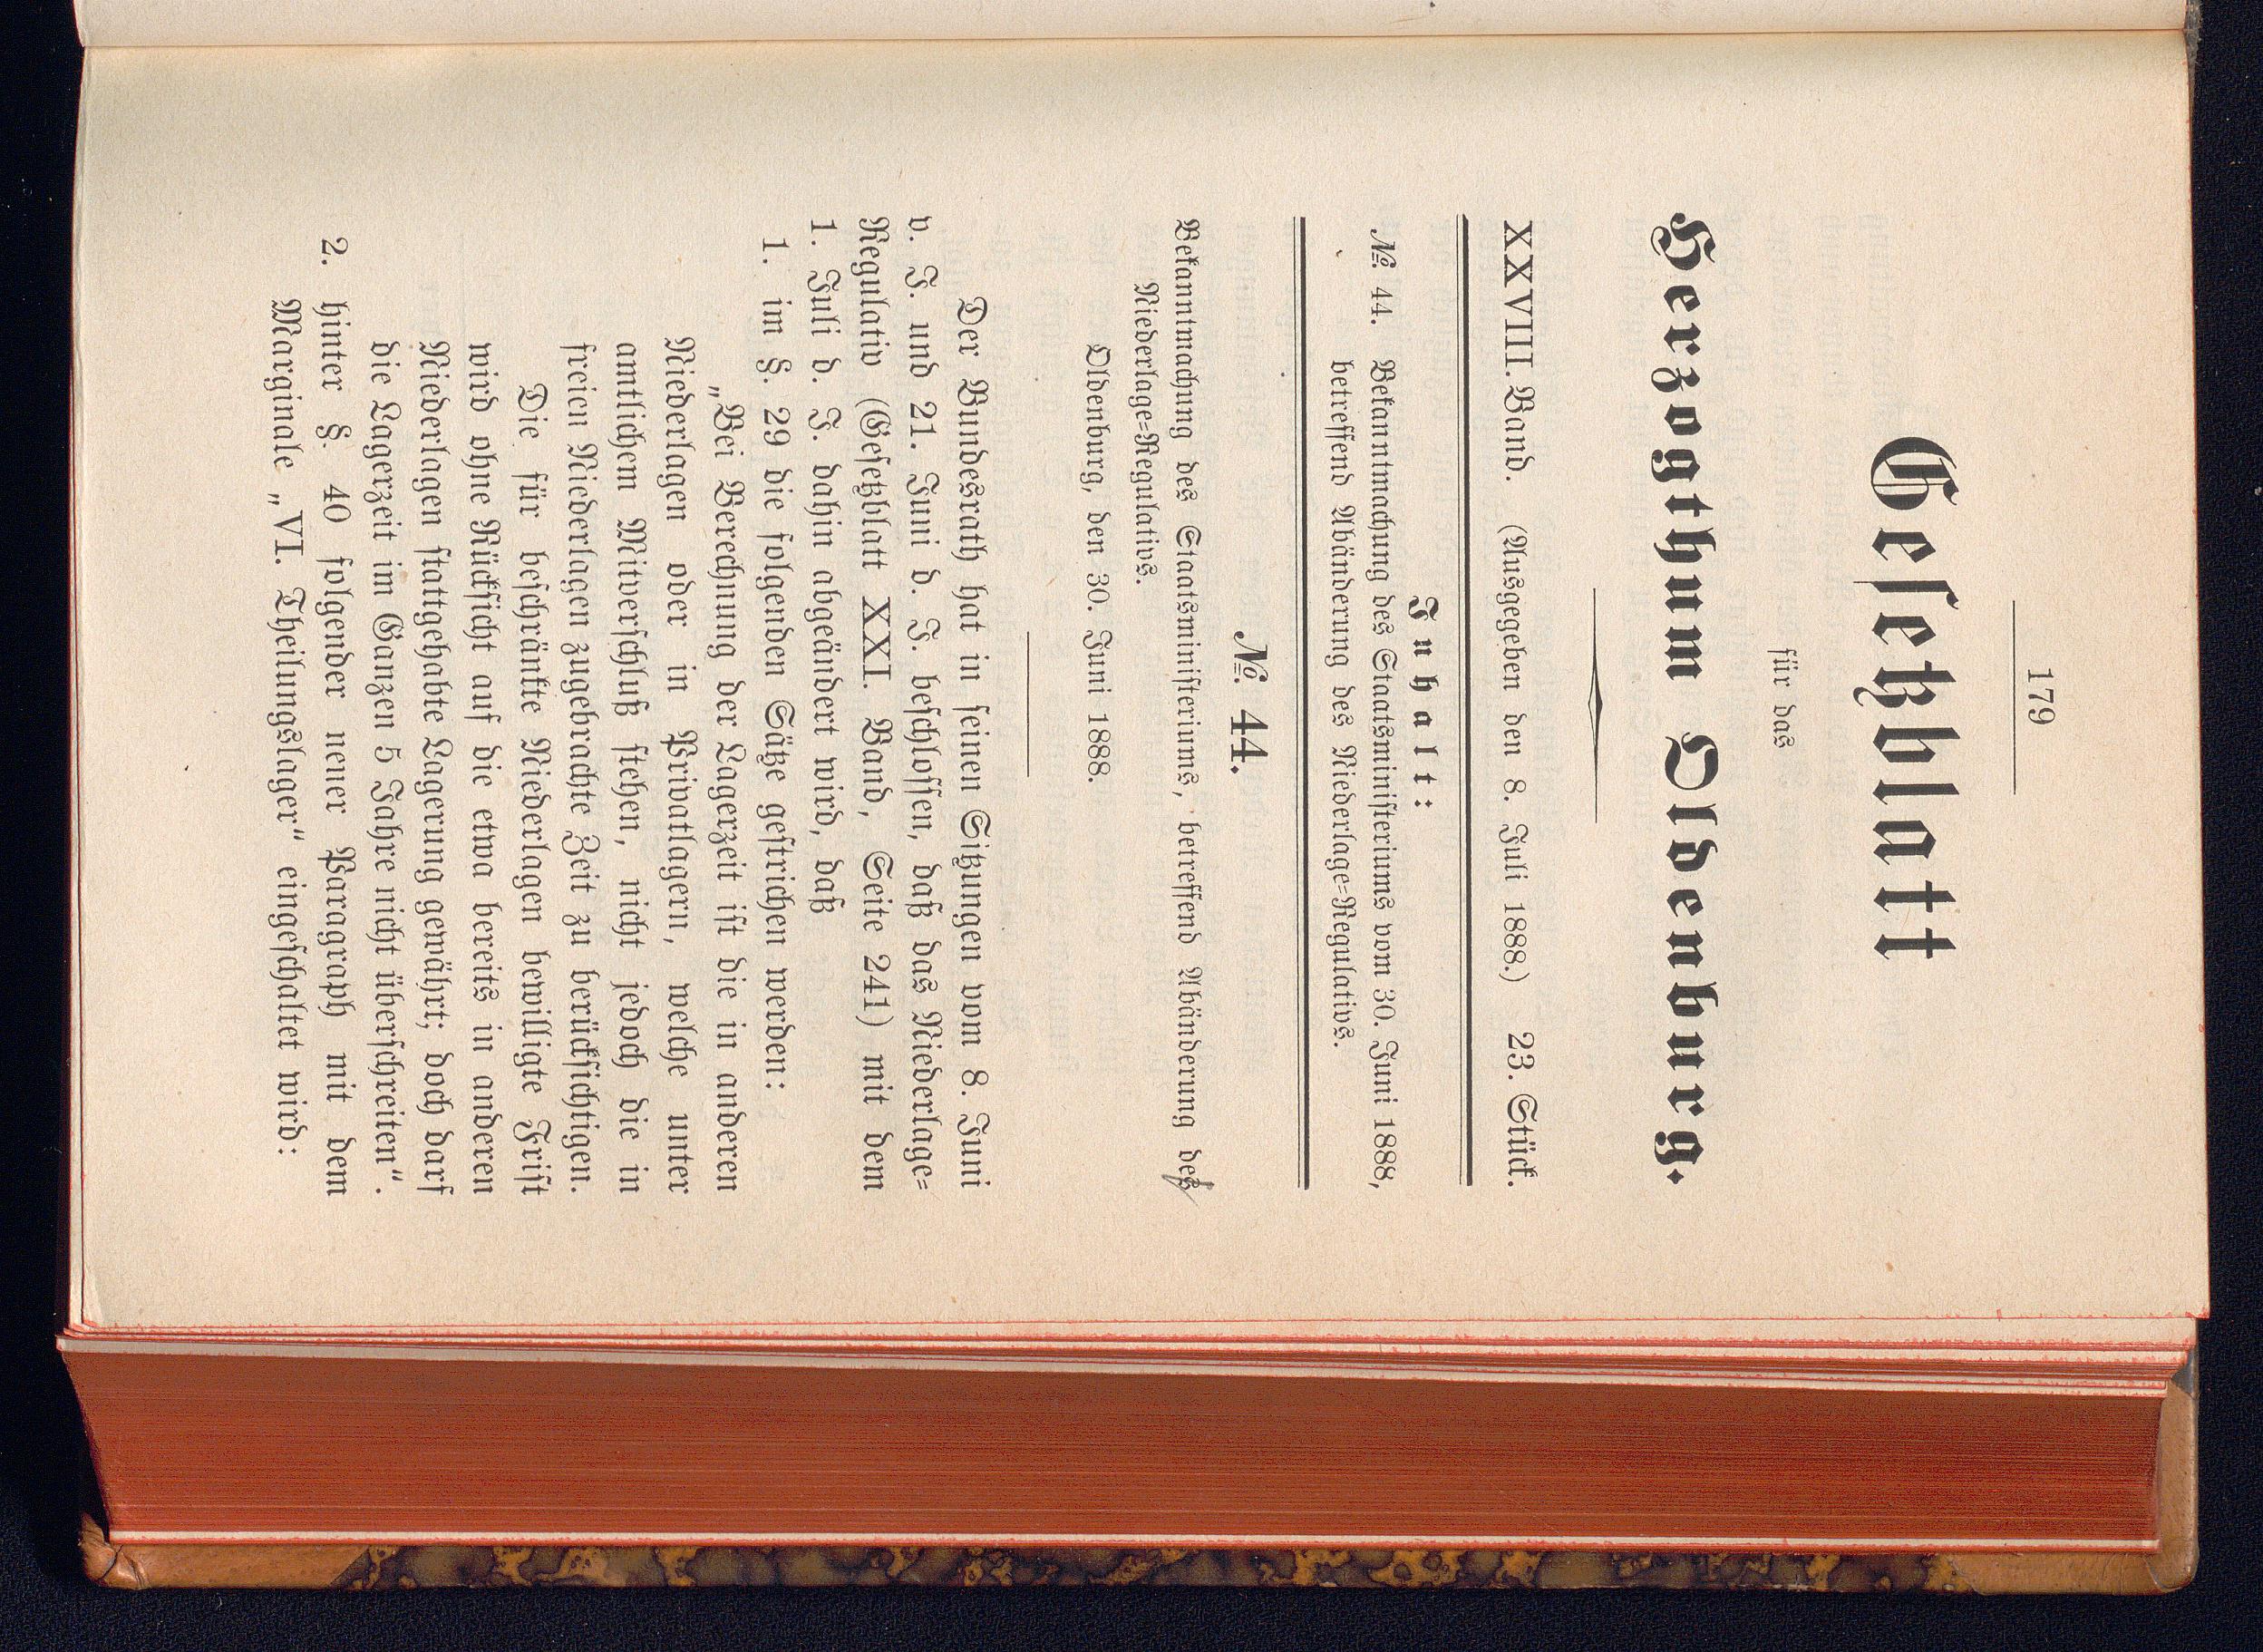 179
Gesetzblatt
für das
Herzogthum Oldenburg.
XXVIII. Band. (Ausgegeben den 8. Juli 1888.) 23. Stück.
Inhalt:
№. 44. Bekanntmachung des Staatsministeriums vom 30. Juni 1888,
betreffend Abänderung des Niederlage=Regulativs.
№. 44.
Bekanntmachung des Staatsministeriums, betreffend Abänderung des
Niederlage=Regulativs.
Oldenburg, den 30. Juni 1888.
Der Bundesrath hat in seinen Sitzungen vom 8. Juni
v. J. und 21. Juni d. J. beschlossen, daß das Niederlage=
Regulativ (Gesetzblatt XXI. Band, Seite 241) mit dem
1. Juli d. J. dahin abgeändert wird, daß
1. im §. 29 die folgenden Sätze gestrichen werden:
„Bei Berechnung der Lagerzeit ist die in anderen
Niederlagen oder in Privatlagern, welche unter
amtlichem Mitverschluß stehen, nicht jedoch die in
freien Niederlagen zugebrachte Zeit zu berücksichtigen.
Die für beschränkte Niederlagen bewilligte Frist
wird ohne Rücksicht auf die etwa bereits in anderen
Niederlagen stattgehabte Lagerung gewährt; doch darf
die Lagerzeit im Ganzen 5 Jahre nicht überschreiten“.
2. hinter §. 40 folgender neuer Paragraph mit dem
Marginale „VI. Theilungslager“ eingeschaltet wird: